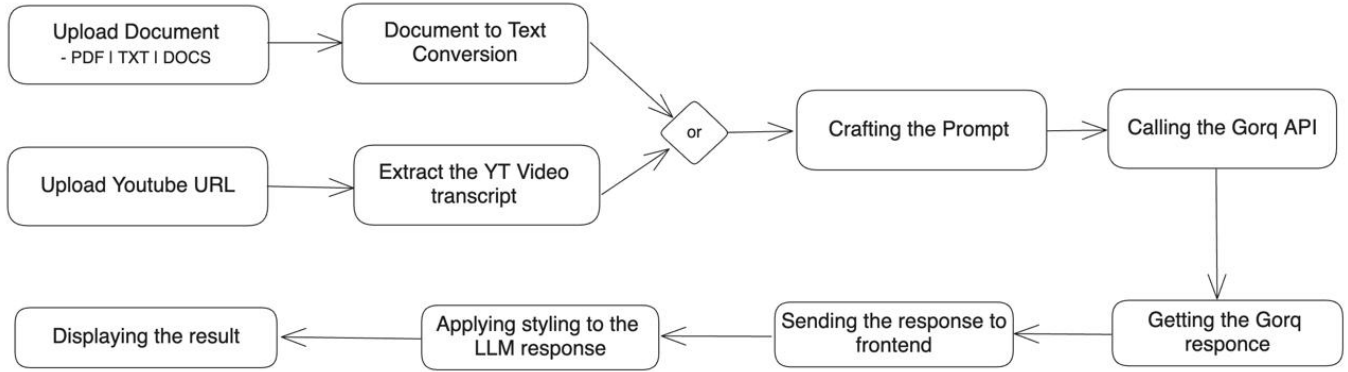 Upload Document
- PDF | TXT | DOCS
Document to Text
Conversion
Upload Youtube URL
Extract the YT Video
transcript
or
Crafting the Prompt
Calling the Gorq API
Getting the Gorq
responce
Sending the response to
frontend
Applying styling to the
LLM response
Displaying the result